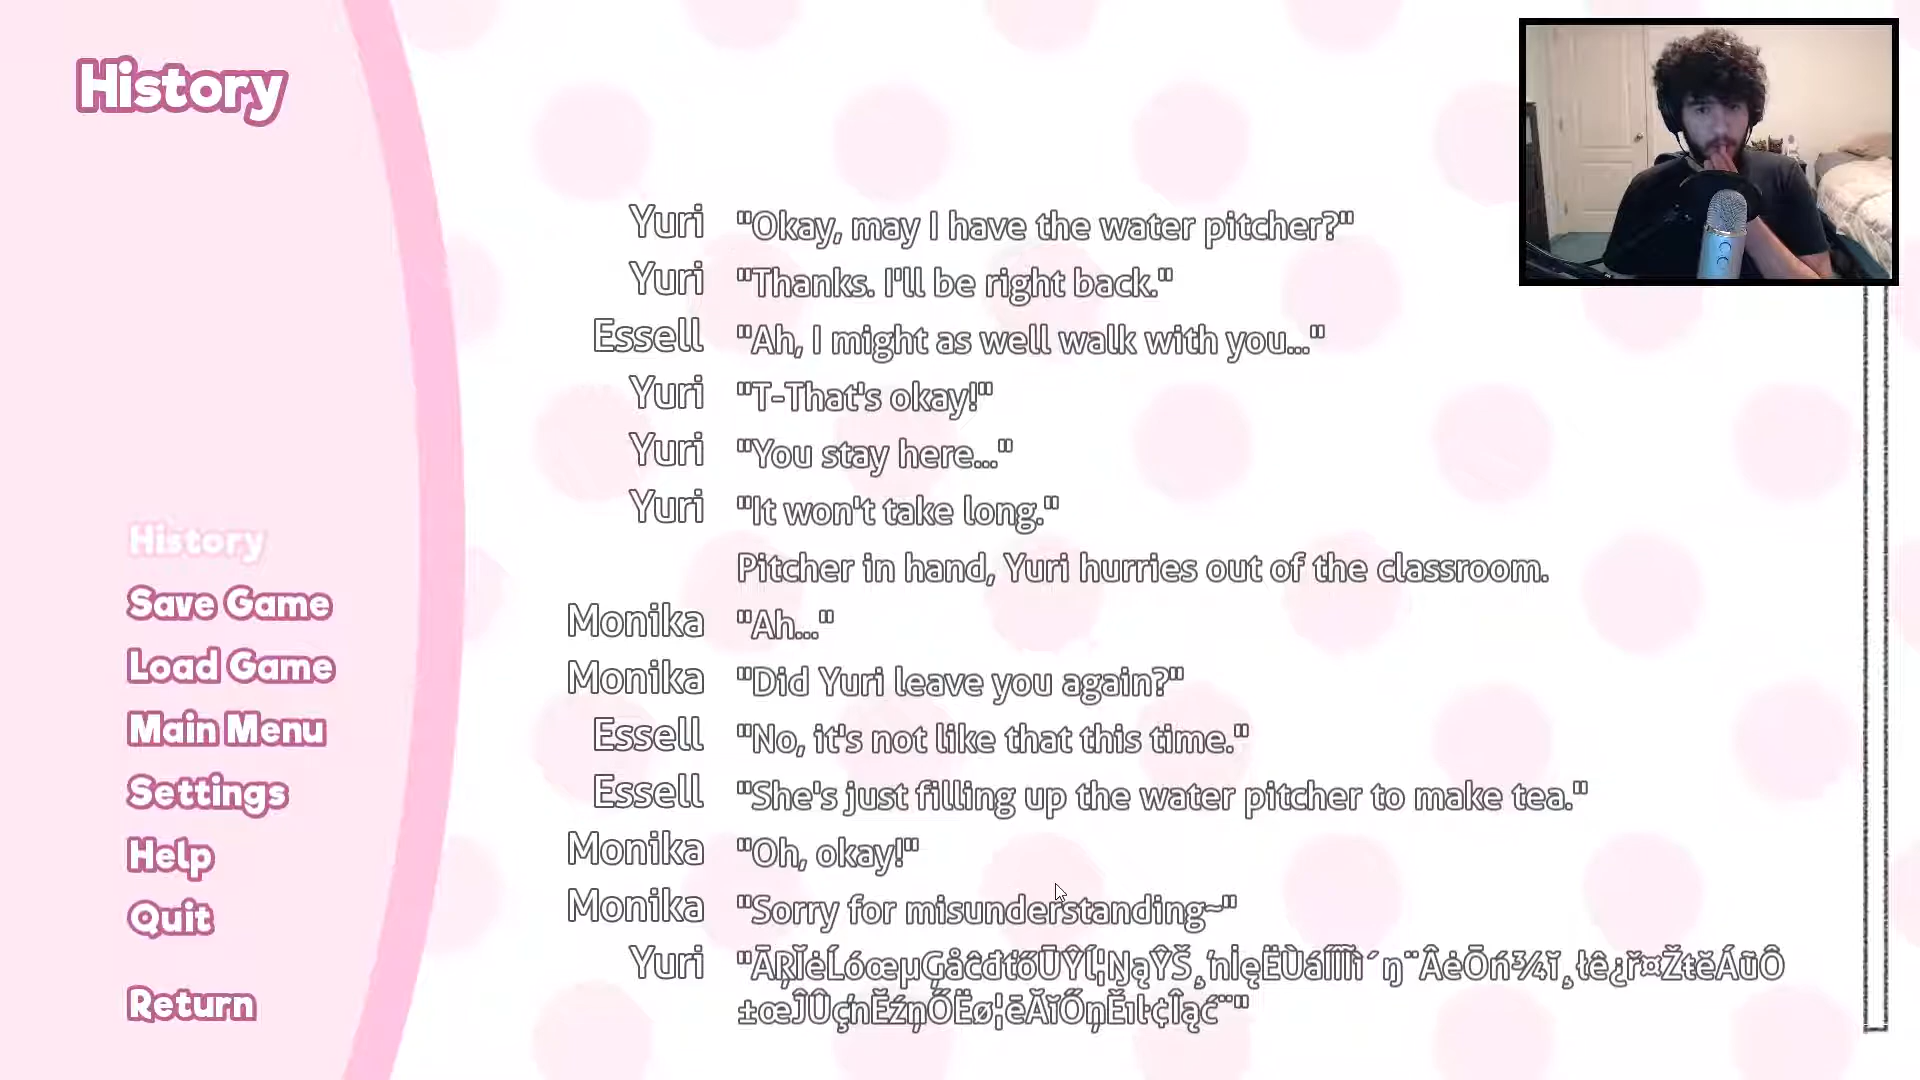 History
Yuri "Okay, may I have the water pitcher?"
Yuri "Thanks. I'll be right back."
Essell "Ah, I might as well walk with you..."
Yuri "T-That's okay!"
Yuri "You stay here..."
Yuri "It won't take long."
Pitcher in hand, Yuri hurries out of the classroom.
Monika "Ah..."
Monika "Did Yuri leave you again?"
Essell "No, it's not like that this time."
Essell "She's just filling up the water pitcher to make tea."
Monika "Oh, okay!"
Monika "Sorry for misunderstanding~"
Yuri
History
Save Game
Load Game
Main Menu
Settings
Help
Quit
Return